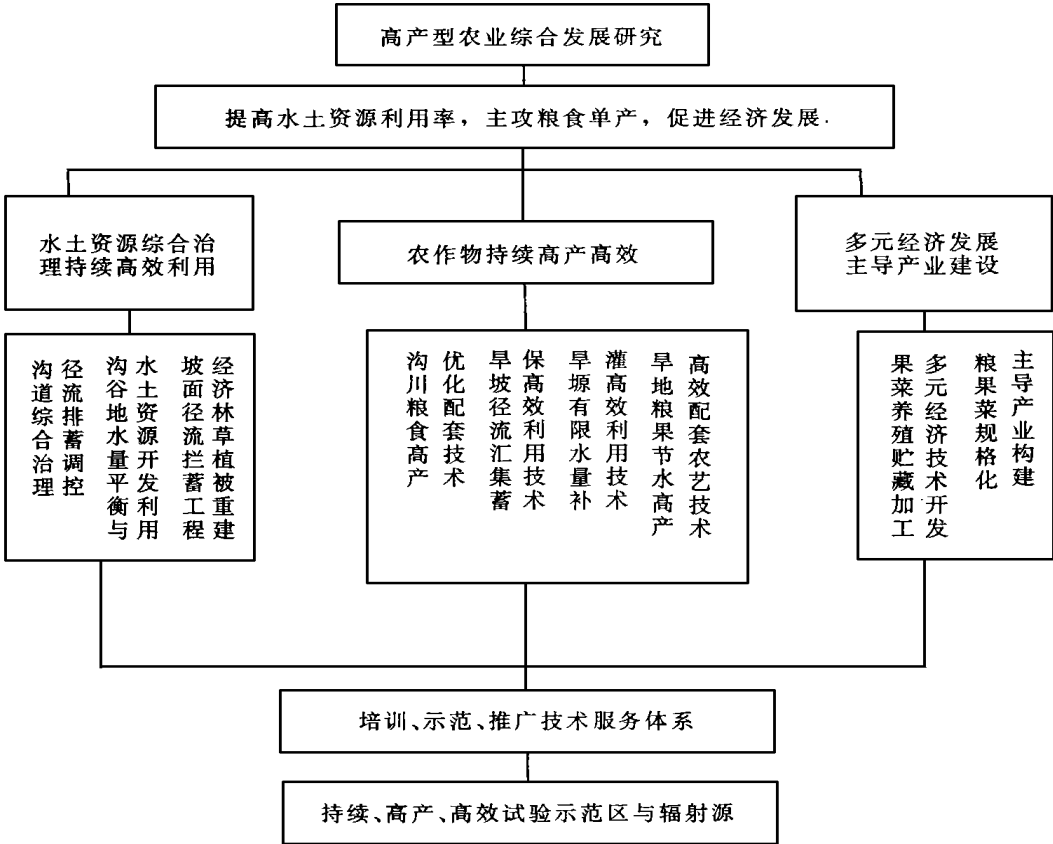 高产型农业综合发展研究
提高水土资源利用率，主攻粮食单产，促进经济发展.
水土资源综合治
理持续高效利用
农作物持续高产高效
多元经济发展
主导产业建设
沟道综合治理
径流排蓄调控
沟谷地水量平衡与
水土资源开发利用
坡面径流拦蓄工程
经济林草植被重建
沟川粮食高产
优化配套技术
旱坡径流汇集蓄
保高效利用技术
旱塬有限水量补
灌高效利用技术
旱地粮果节水高产
高效配套农艺技术
果菜养殖贮藏加工
多元经济技术开发
粮果菜规格化
主导产业构建
培训、示范、推广技术服务体系
持续、高产、高效试验示范区与辐射源